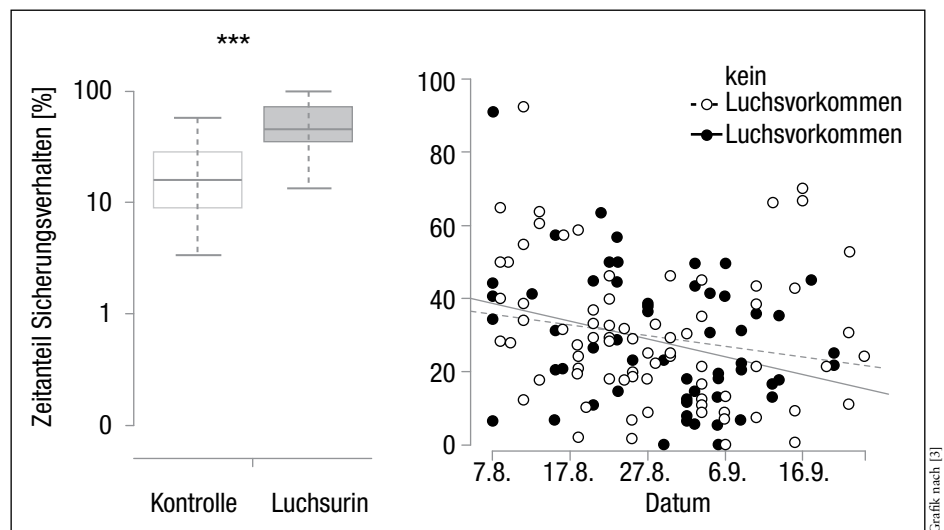 ***
Zeitanteil Sicherungsverhalten [%]
100
10
1
0
Kontrolle Luchsurin
100
80
60
40
20
0
kein
Luchsvorkommen
Luchsvorkommen
7.8. 17.8. 27.8. 6.9. 16.9.
Datum
Grafik nach [3]